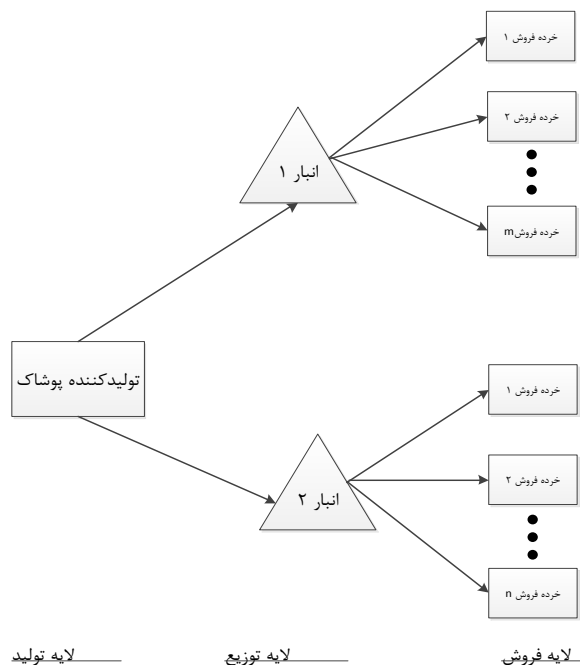 خرده فروش ۱
خرده فروش ۲
انبار ۱
خرده فروش m
تولیدکننده پوشاک
خرده فروش ۱
خرده فروش ۲
انبار ۲
خرده فروش n
لایه فروش
لایه توزیع
لایه تولید